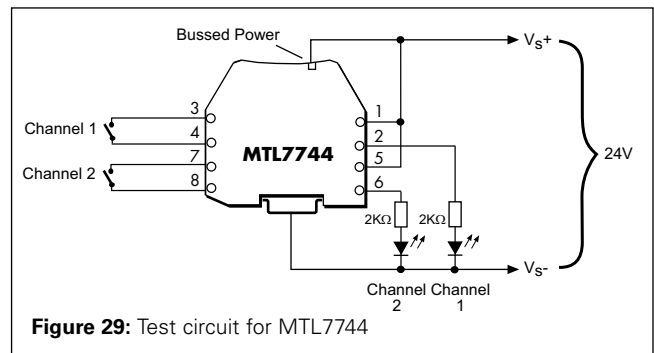 Bussed Power
VS+
3
1
Channel 1
4
2
MTL7744
7
5
24V
Channel 2
8
6
2KΩ
2KΩ
VS-
Channel Channel
2 1
Figure 29: Test circuit for MTL7744